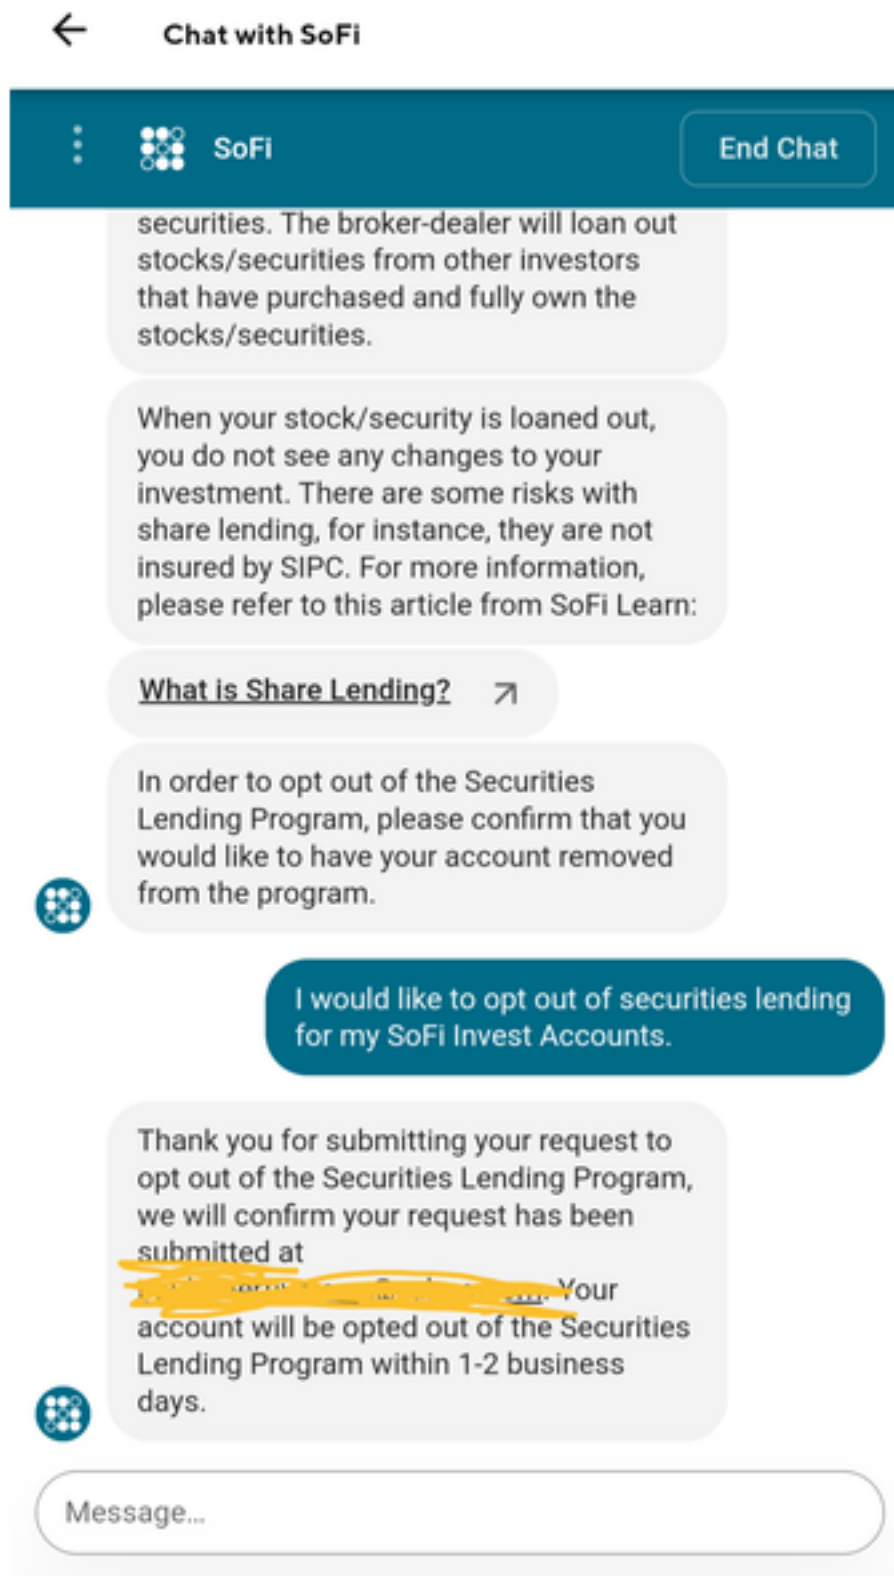 Chat with SoFi
SoFi
End Chat
securities. The broker-dealer will loan out
stocks/securities from other investors
that have purchased and fully own the
stocks/securities.
When your stock/security is loaned out,
you do not see any changes to your
investment. There are some risks with
share lending, for instance, they are not
insured by SIPC. For more information,
please refer to this article from SoFi Learn:
What is Share Lending?
In order to opt out of the Securities
Lending Program, please confirm that you
would like to have your account removed
from the program.
I would like to opt out of securities lending
for my SoFi Invest Accounts.
Thank you for submitting your request to
opt out of the Securities Lending Program,
we will confirm your request has been
submitted at
Your
account will be opted out of the Securities
Lending Program within 1-2 business
days.
Message...